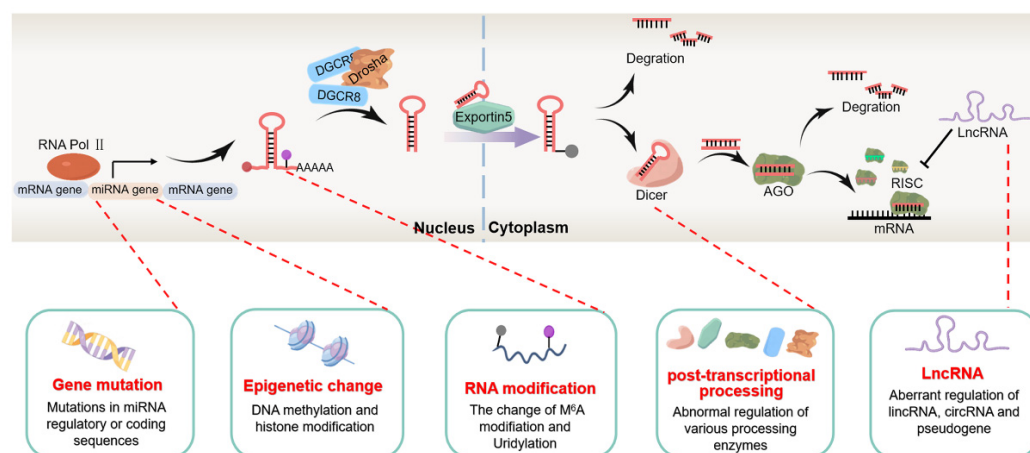 RNA Pol II
mRNA gene
miRNA gene
mRNA gene
AAAAAA
DGCR8
Drosha
DGCR8
Exportin5
Nucleus
Cytoplasm
Degration
Dicer
AGO
Degration
LncRNA
RISC
mRNA
Gene mutation
Mutations in miRNA
regulatory or coding
sequences
Epigenetic change
DNA methylation and
histone modification
RNA modification
The change of M⁶A
modifiation and
Uridylation
post-transcriptional
processing
Abnormal regulation of
various processing
enzymes
LncRNA
Aberrant regulation of
lincRNA, circRNA and
pseudogene